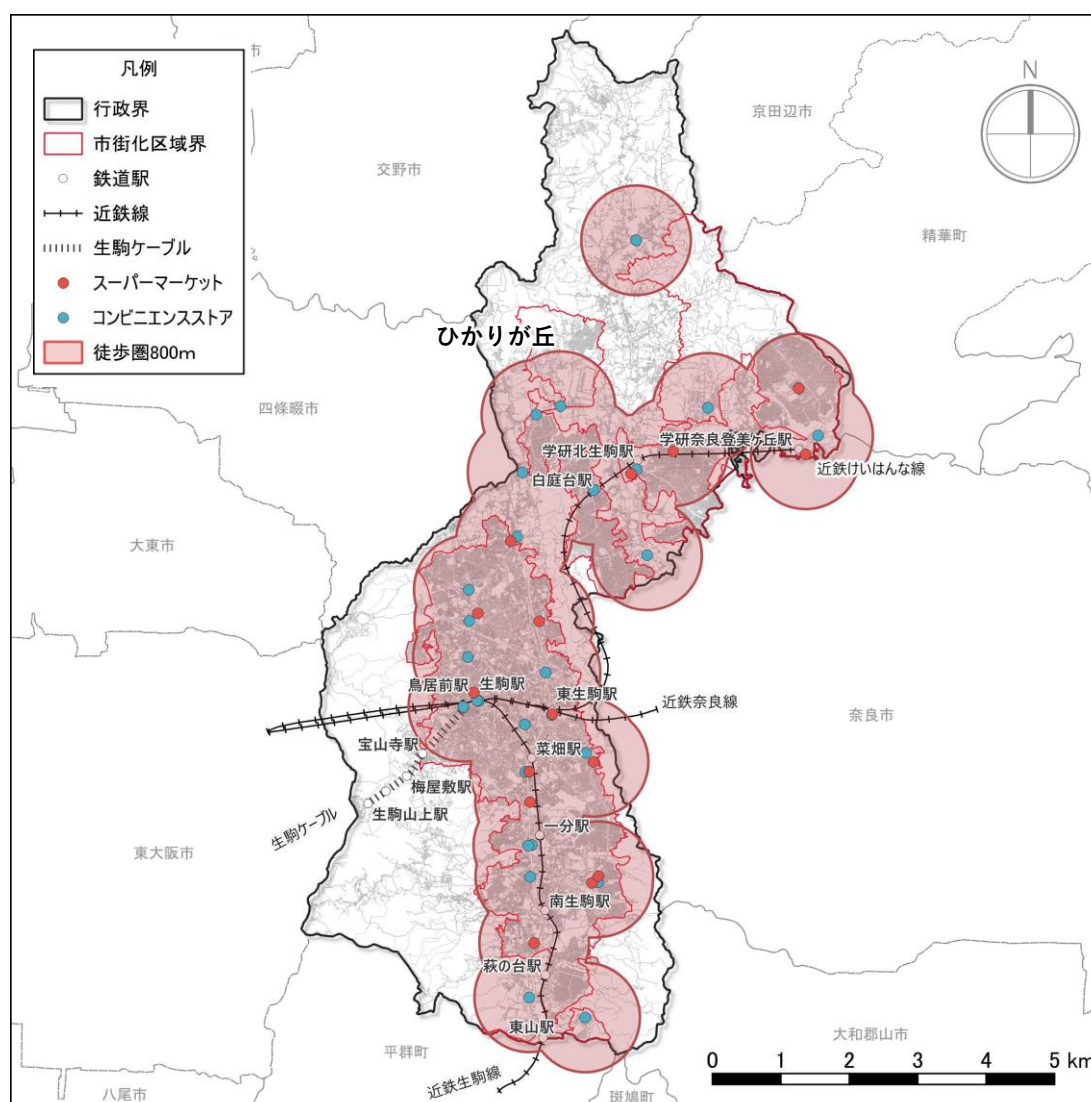 凡例
行政界
市街化区域界
鉄道駅
近鉄線
生駒ケーブル
スーパーマーケット
コンビニエンスストア
徒歩圏800m
市
N
京田辺市
交野市
精華町
ひかりが丘
四條畷市
学研奈良登美ケ丘駅
学研北生駒駅
近鉄けいはんな線
白庭台駅
大東市
鳥居前駅
生駒駅
東生駒駅
近鉄奈良線
奈良市
宝山寺駅
菜畑駅
梅屋敷駅
生駒山上駅
生駒ケーブル
一分駅
東大阪市
南生駒駅
萩の台駅
東山駅
大和郡山市
平群町
近鉄生駒線
八尾市
斑鳩町
0 1 2 3 4 5 km